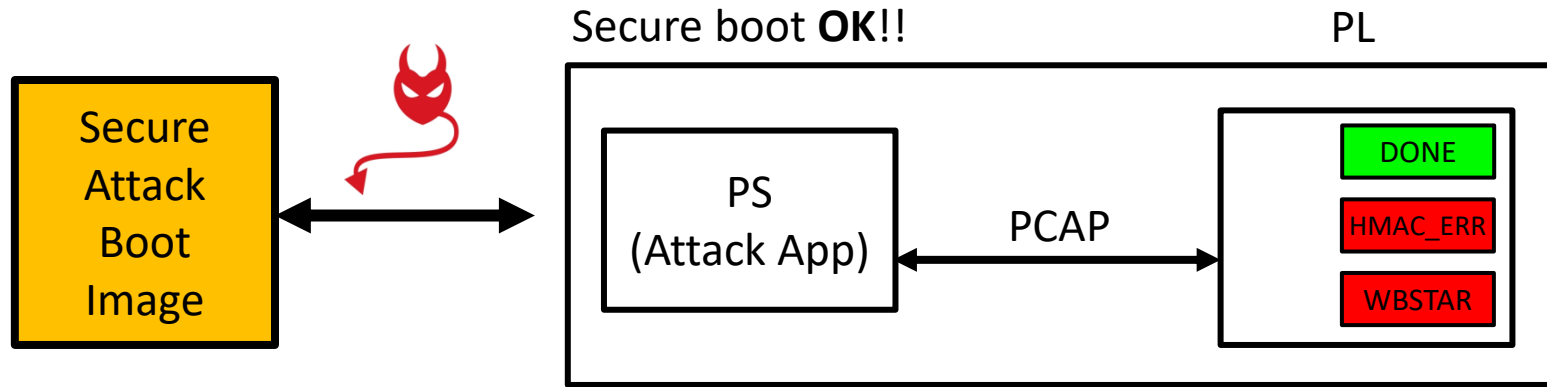 Secure boot OK!!
PL
Secure
Attack
Boot
Image
PS
(Attack App)
PCAP
DONE
HMAC_ERR
WBSTAR